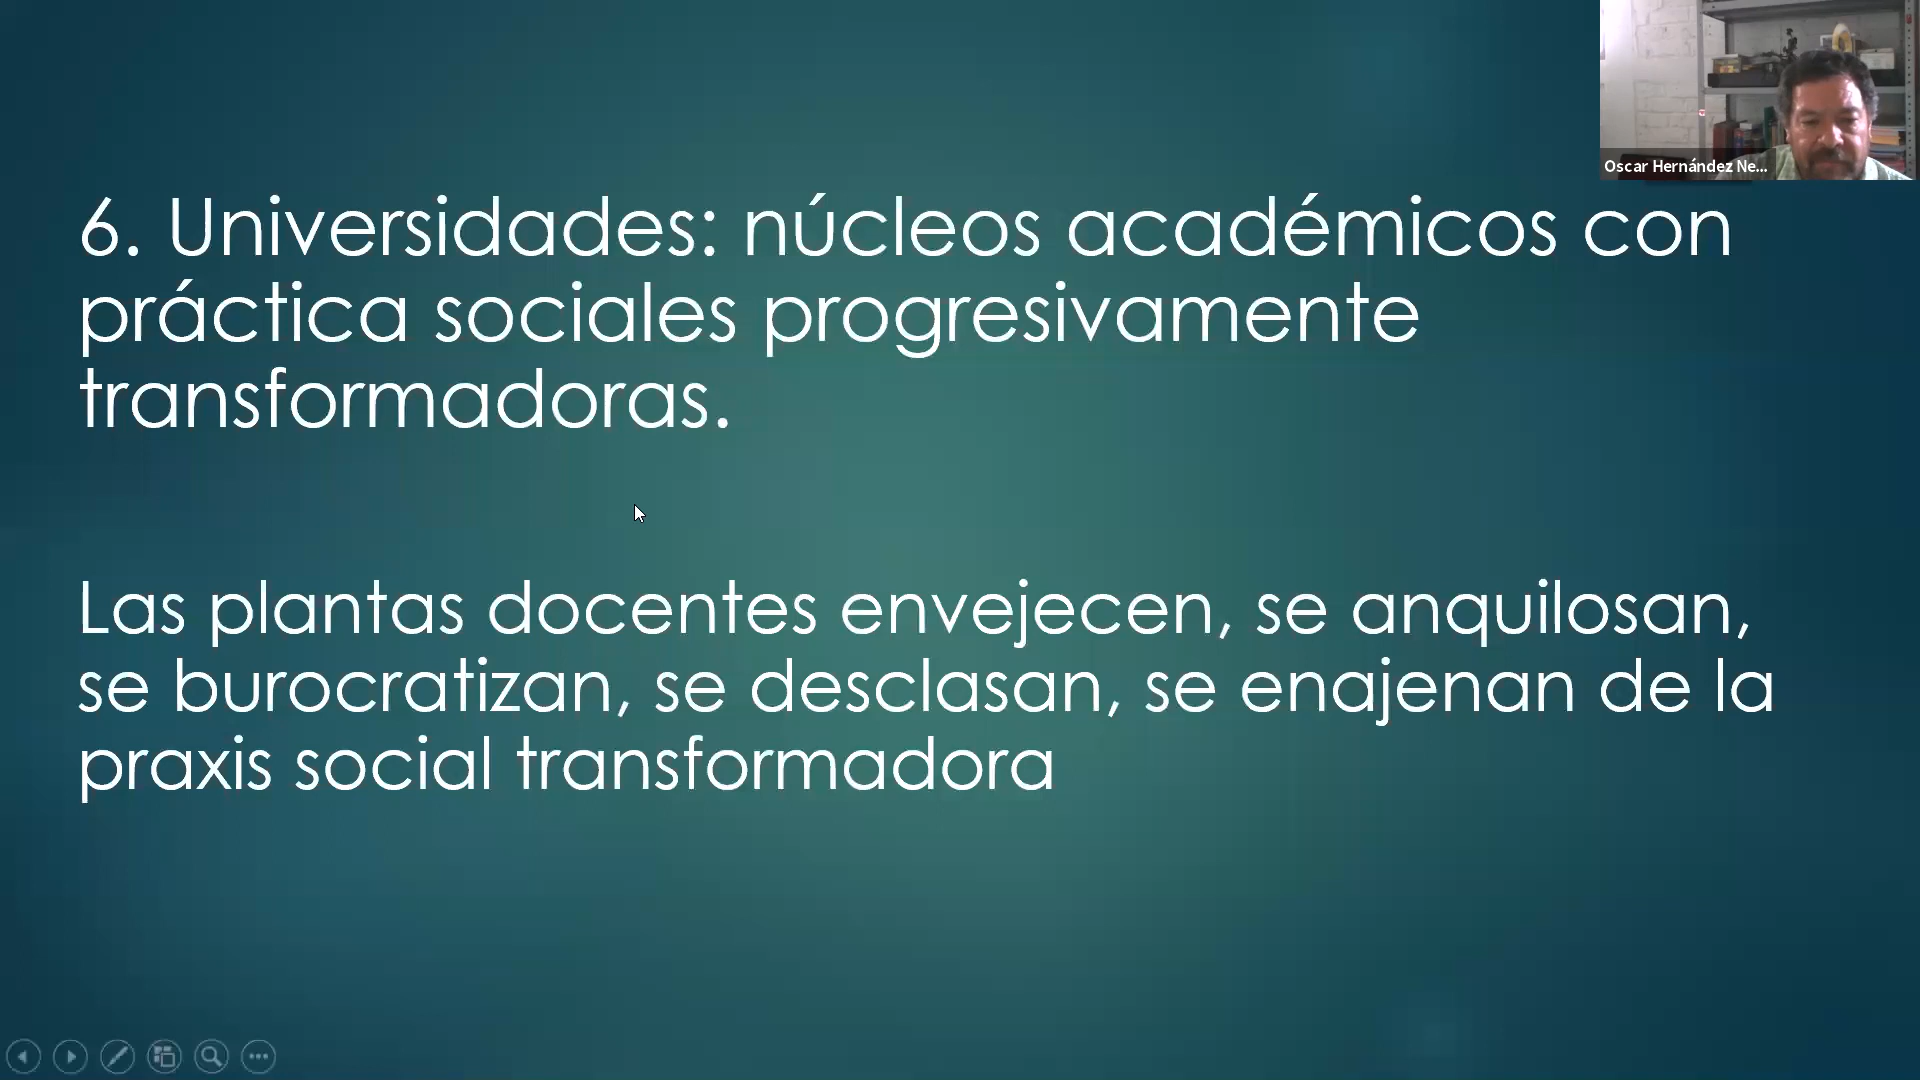 Oscar Hernández Ne...
6. Universidades: núcleos académicos con
práctica sociales progresivamente
transformadoras.
Las plantas docentes envejecen, se anquilosan,
se burocratizan, se desclasan, se enajenan de la
praxis social transformadora